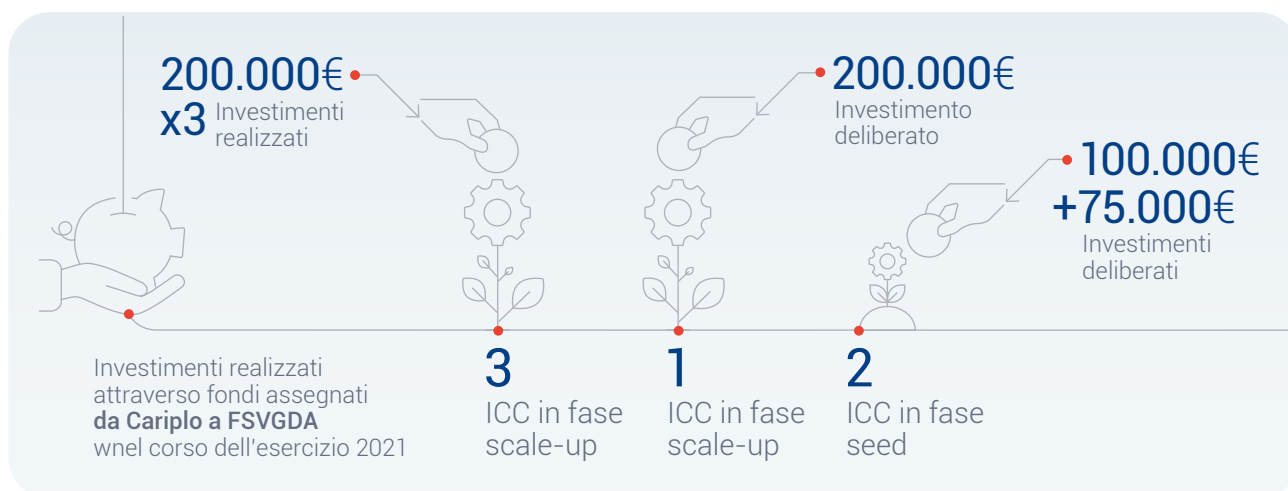 200.000€
x3 Investimenti
realizzati
200.000€
Investimento
deliberato
100.000€
+75.000€
Investimenti
deliberati
Investimenti realizzati
attraverso fondi assegnati
da Cariplo a FSVGDA
wnel corso dell'esercizio 2021
3
ICC in fase
scale-up
1
ICC in fase
scale-up
2
ICC in fase
seed